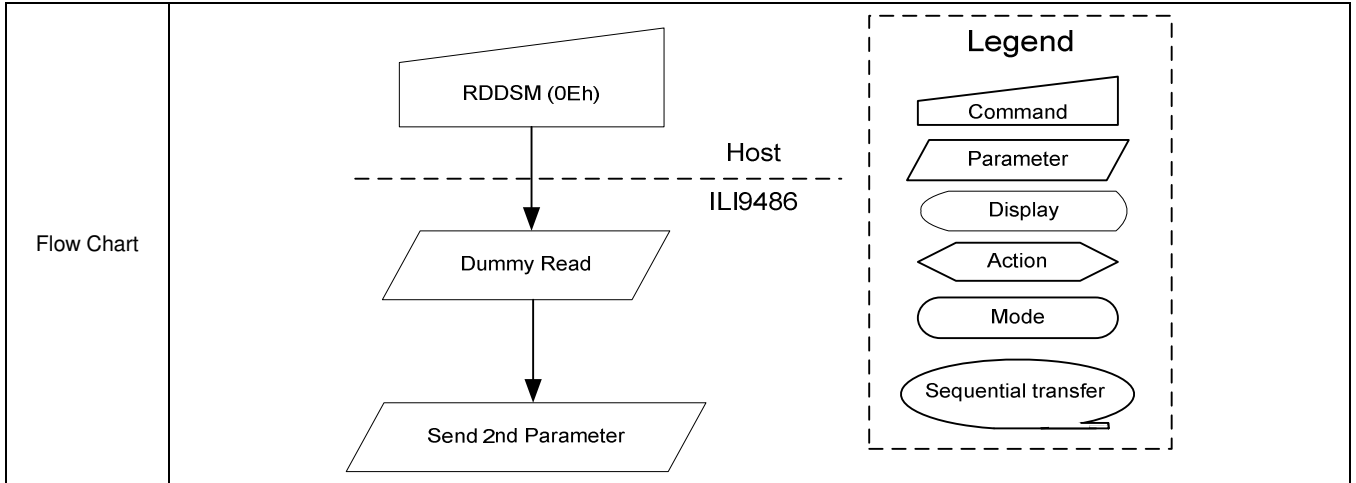 Flow Chart
RDDSM (0Eh)
Host
ILI9486
Dummy Read
Send 2nd Parameter
Legend
Command
Parameter
Display
Action
Mode
Sequential transfer